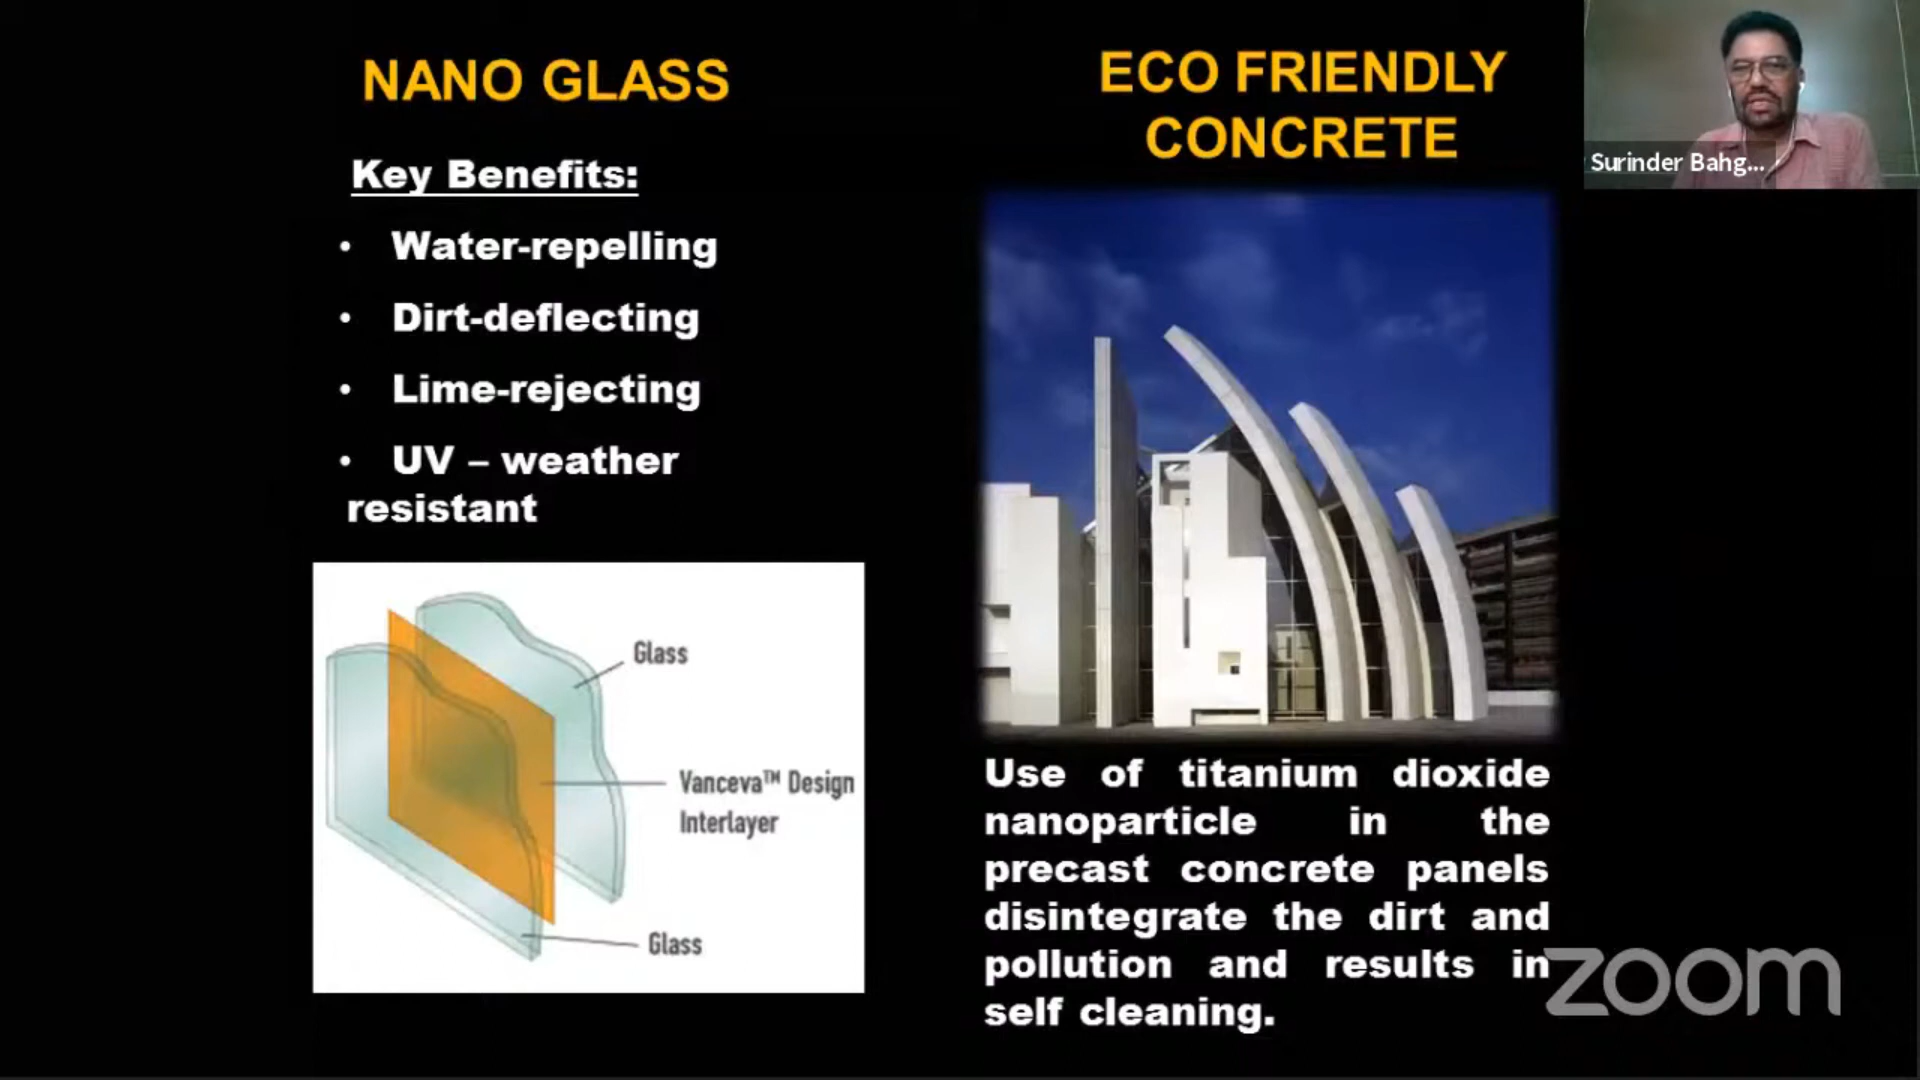 NANO GLASS
Key Benefits:
• Water-repelling
• Dirt-deflecting
• Lime-rejecting
• UV – weather
resistant
Glass
Vanceva™ Design
Interlayer
Glass
ECO FRIENDLY
CONCRETE
Use of titanium dioxide
nanoparticle in the
precast concrete panels
disintegrate the dirt and
pollution and results in
self cleaning.
Surinder Bahg...
zoom